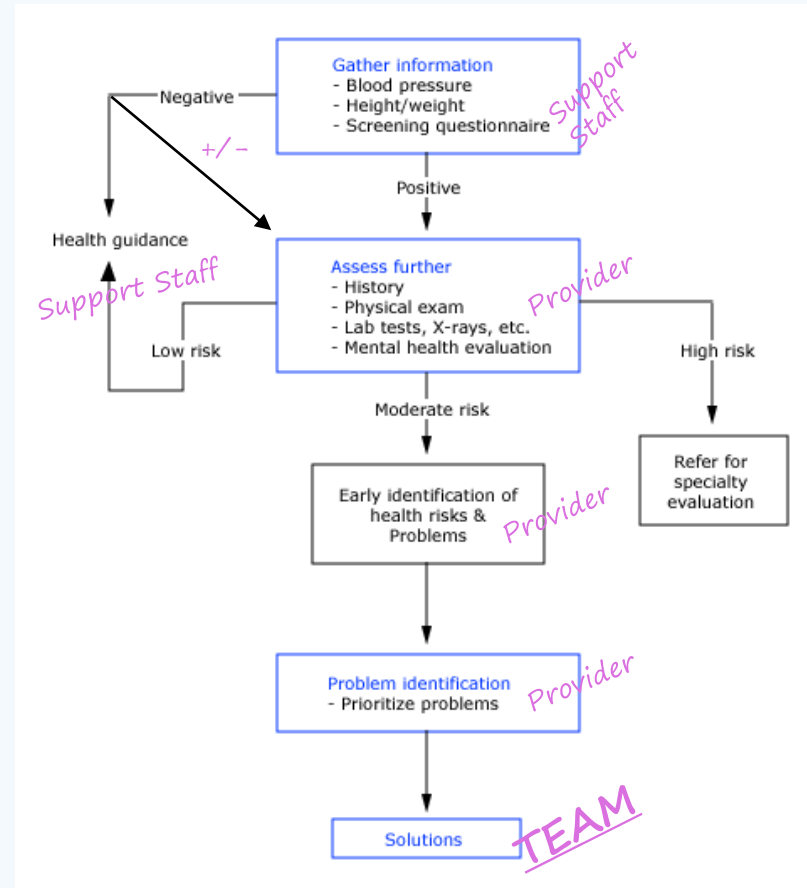 Gather information
- Blood pressure
- Height/weight
- Screening questionnaire
Support
Staff
Negative
+/-
Positive
Health guidance
Support Staff
Assess further
- History
- Physical exam
- Lab tests, X-rays, etc.
- Mental health evaluation
Provider
Low risk
High risk
Moderate risk
Early identification of
health risks &
Problems
Provider
Refer for
specialty
evaluation
Problem identification
- Prioritize problems
Provider
Solutions
TEAM